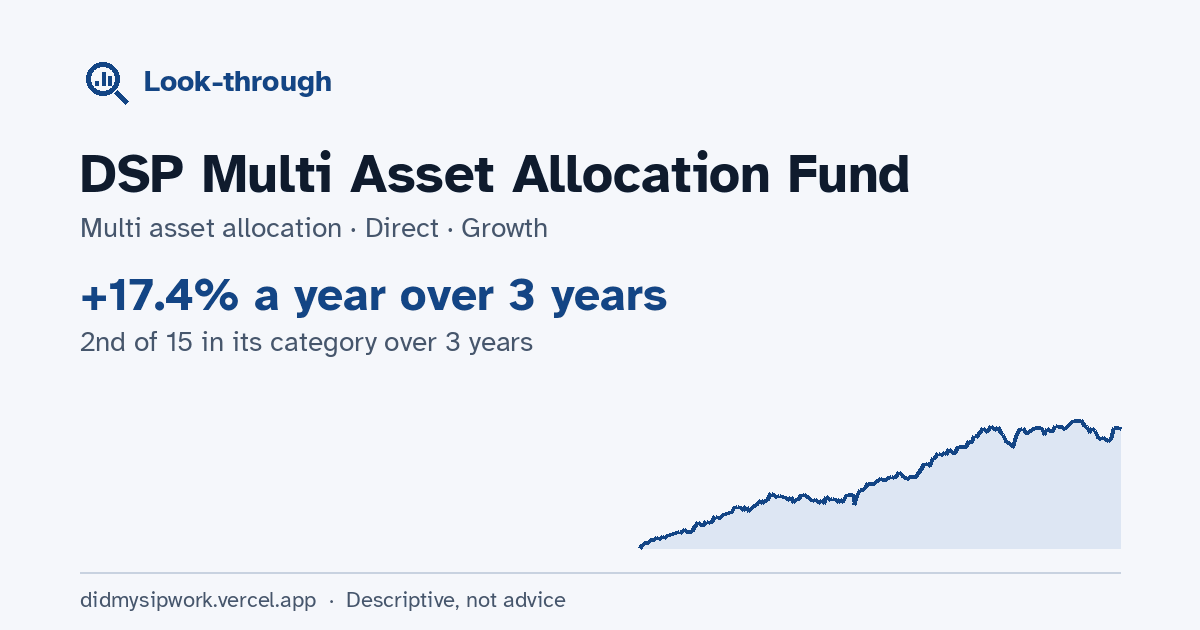 Look-through
DSP Multi Asset Allocation Fund
Multi asset allocation · Direct · Growth
+17.4% a year over 3 years
2nd of 15 in its category over 3 years
didmysipwork.vercel.app · Descriptive, not advice